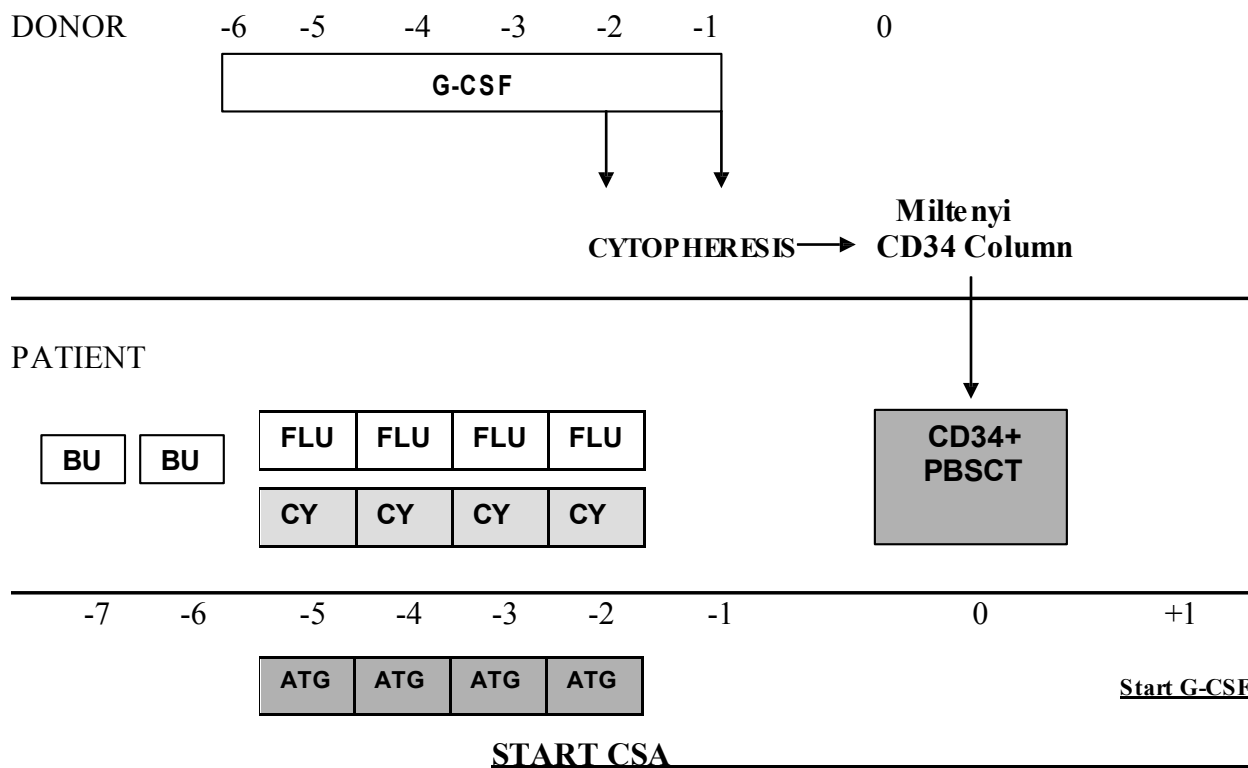 DONOR -6 -5 -4 -3 -2 -1 0
G-CSF
Miltenyi
CYTOPHERESIS CD34 Column
PATIENT
BU BU FLU FLU FLU FLU CD34+
PBSCT
CY CY CY CY
-7 -6 -5 -4 -3 -2 -1 0 +1
ATG ATG ATG ATG Start G-CSF
START CSA